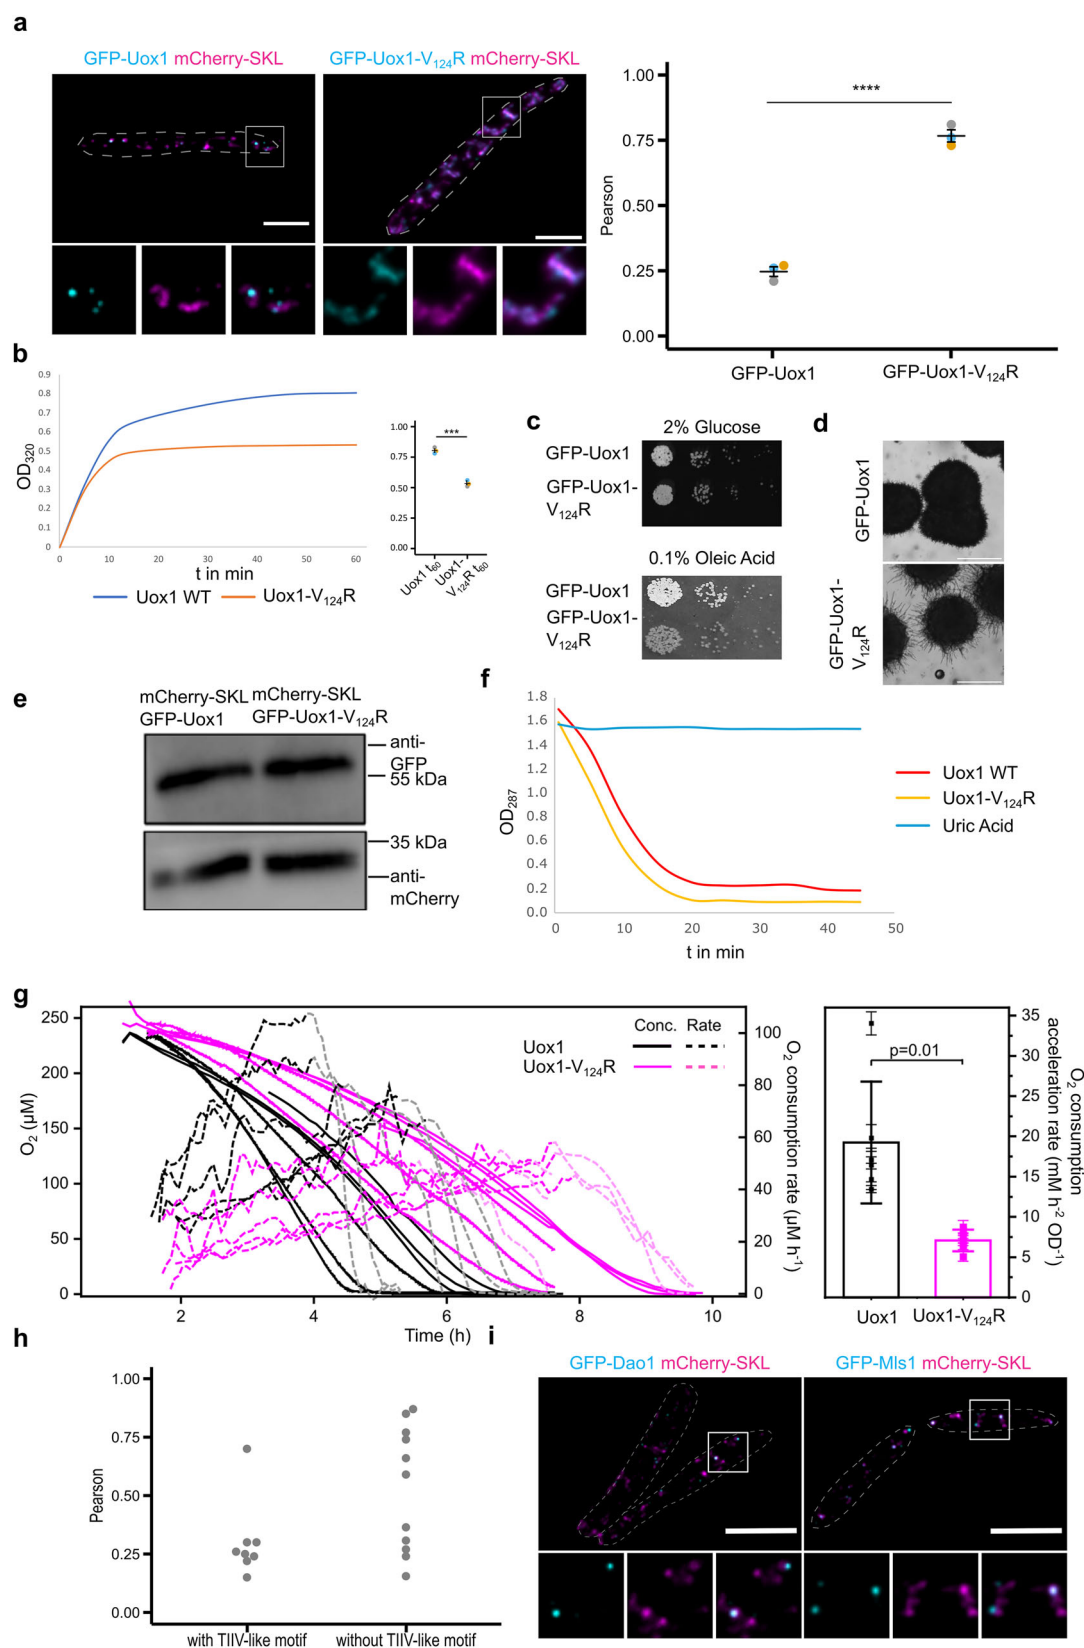 a
GFP-Uox1 mCherry-SKL
GFP-Uox1-V124R mCherry-SKL
1.00
0.75
0.50
0.25
0.00
Pearson
****
GFP-Uox1
GFP-Uox1-V124R
b
0.9
0.8
0.7
0.6
0.5
0.4
0.3
0.2
0.1
0
OD320
0 10 20 30 40 50 60
t in min
Uox1 WT
Uox1-V124R
1.00
0.75
0.50
0.25
0.00
***
Uox1 t60
Uox1-
V124R t60
c
2% Glucose
GFP-Uox1
GFP-Uox1-
V124R
0.1% Oleic Acid
GFP-Uox1
GFP-Uox1-
V124R
d
GFP-Uox1
GFP-Uox1-
V124R
e
mCherry-SKL
GFP-Uox1
mCherry-SKL
GFP-Uox1-V124R
anti-
GFP
55 kDa
35 kDa
anti-
mCherry
f
1.8
1.6
1.4
1.2
1.0
0.8
0.6
0.4
0.2
0.0
OD287
0 10 20 30 40 50
t in min
Uox1 WT
Uox1-V124R
Uric Acid
g
250
200
150
100
50
0
O2 (µM)
2 4 6 8 10
Time (h)
Conc. Rate
Uox1
Uox1-V124R
100
80
60
40
20
0
O2 consumption rate (µM h-1)
p=0.01
35
30
25
20
15
10
5
0
O2 consumption
acceleration rate (mM h-2 OD-1)
Uox1
Uox1-V124R
h
1.00
0.75
0.50
0.25
0.00
Pearson
with TIIV-like motif
without TIIV-like motif
i
GFP-Dao1 mCherry-SKL
GFP-Mls1 mCherry-SKL